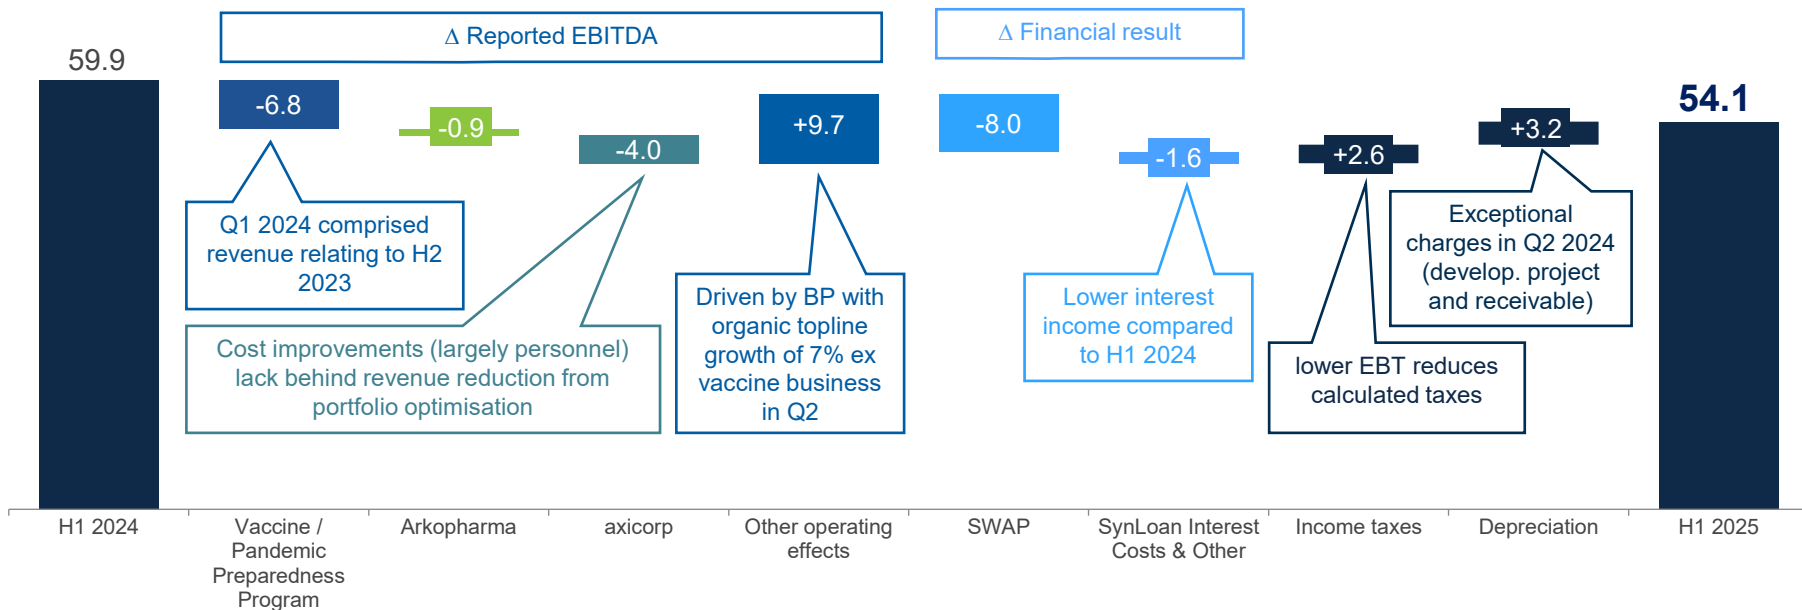 Δ Reported EBITDA
Δ Financial result
59.9
-6.8
-0.9
-4.0
+9.7
-8.0
-1.6
+2.6
+3.2
54.1
Q1 2024 comprised
revenue relating to H2
2023
Cost improvements (largely personnel)
lack behind revenue reduction from
portfolio optimisation
Driven by BP with
organic topline
growth of 7% ex
vaccine business
in Q2
Lower interest
income compared
to H1 2024
lower EBT reduces
calculated taxes
Exceptional
charges in Q2 2024
(develop. project
and receivable)
H1 2024
Vaccine /
Pandemic
Preparedness
Program
Arkopharma
axicorp
Other operating
effects
SWAP
SynLoan Interest
Costs & Other
Income taxes
Depreciation
H1 2025